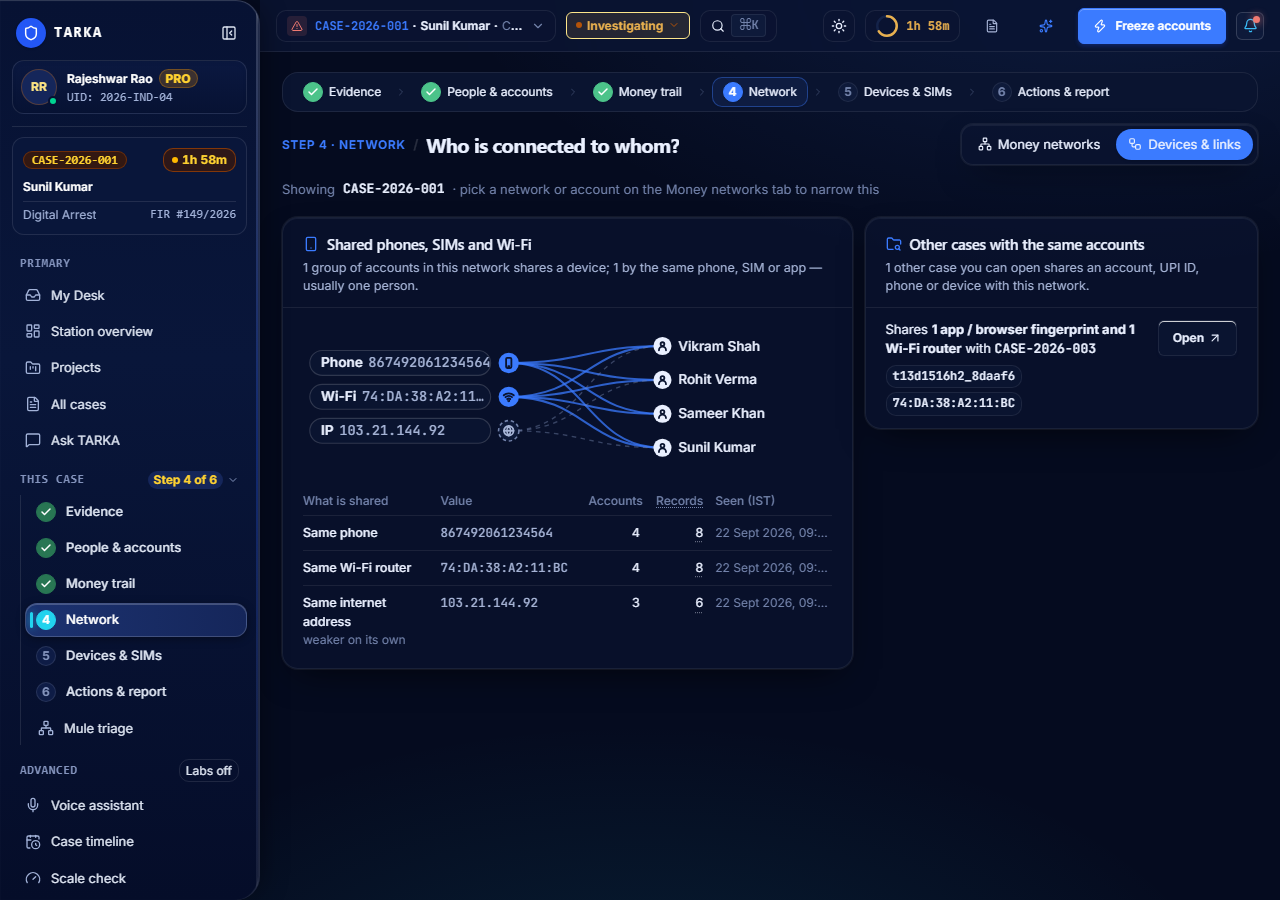 TARKA
RR
Rajeshwar Rao PRO
UID: 2026-IND-04
CASE-2026-001
1h 58m
Sunil Kumar
Digital Arrest
FIR #149/2026
PRIMARY
My Desk
Station overview
Projects
All cases
Ask TARKA
THIS CASE
Step 4 of 6
Evidence
People & accounts
Money trail
4 Network
5 Devices & SIMs
6 Actions & report
Mule triage
ADVANCED
Labs off
Voice assistant
Case timeline
Scale check
CASE-2026-001 · Sunil Kumar · C...
Investigating
⌘K
1h 58m
Freeze accounts
Evidence
People & accounts
Money trail
4 Network
5 Devices & SIMs
6 Actions & report
STEP 4 · NETWORK / Who is connected to whom?
Money networks
Devices & links
Showing CASE-2026-001 · pick a network or account on the Money networks tab to narrow this
Shared phones, SIMs and Wi-Fi
1 group of accounts in this network shares a device; 1 by the same phone, SIM or app —
usually one person.
Phone 867492061234564
Wi-Fi 74:DA:38:A2:11...
IP 103.21.144.92
Vikram Shah
Rohit Verma
Sameer Khan
Sunil Kumar
What is shared Value Accounts Records Seen (IST)
Same phone 867492061234564 4 8 22 Sept 2026, 09:...
Same Wi-Fi router 74:DA:38:A2:11:BC 4 8 22 Sept 2026, 09:...
Same internet 103.21.144.92 3 6 22 Sept 2026, 09:...
address
weaker on its own
Other cases with the same accounts
1 other case you can open shares an account, UPI ID,
phone or device with this network.
Shares 1 app / browser fingerprint and 1
Wi-Fi router with CASE-2026-003
Open
t13d1516h2_8daaf6
74:DA:38:A2:11:BC